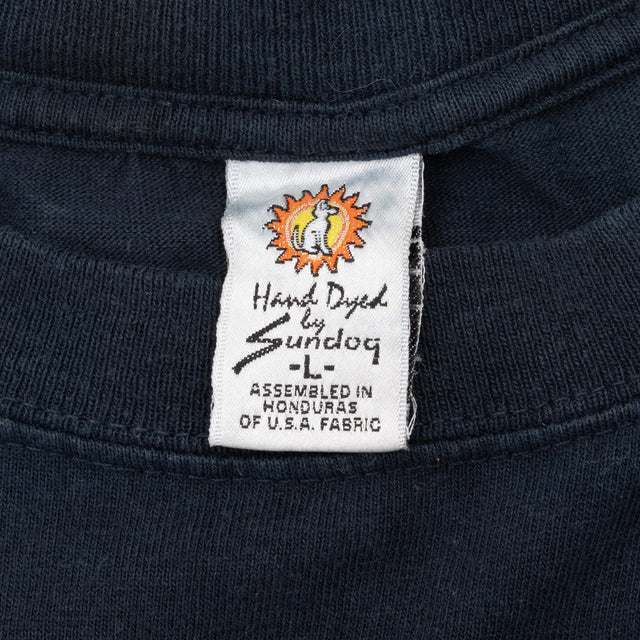 Hand Dyed
by
Sundog
-L-
ASSEMBLED IN
HONDURAS
OF U.S.A. FABRIC